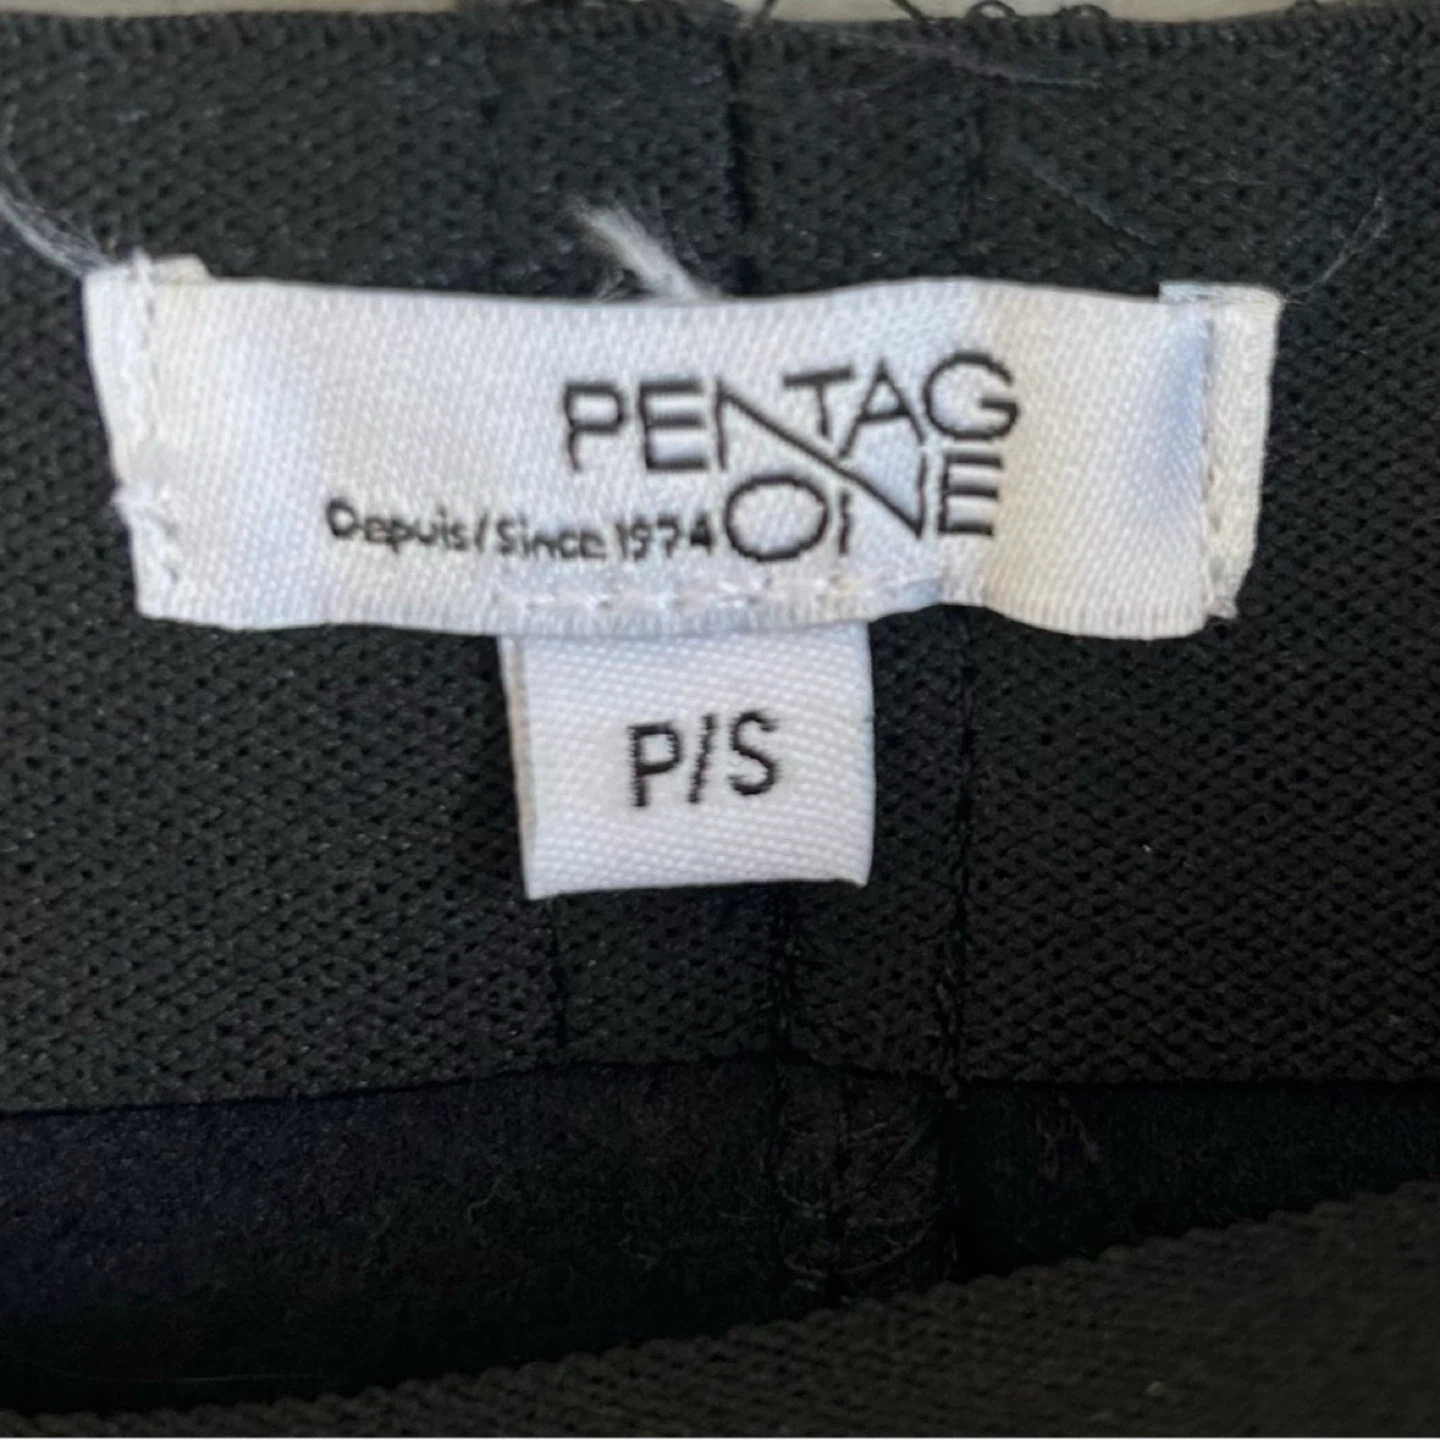 PENTAG
Depuis/Since 1974 ONE
P/S